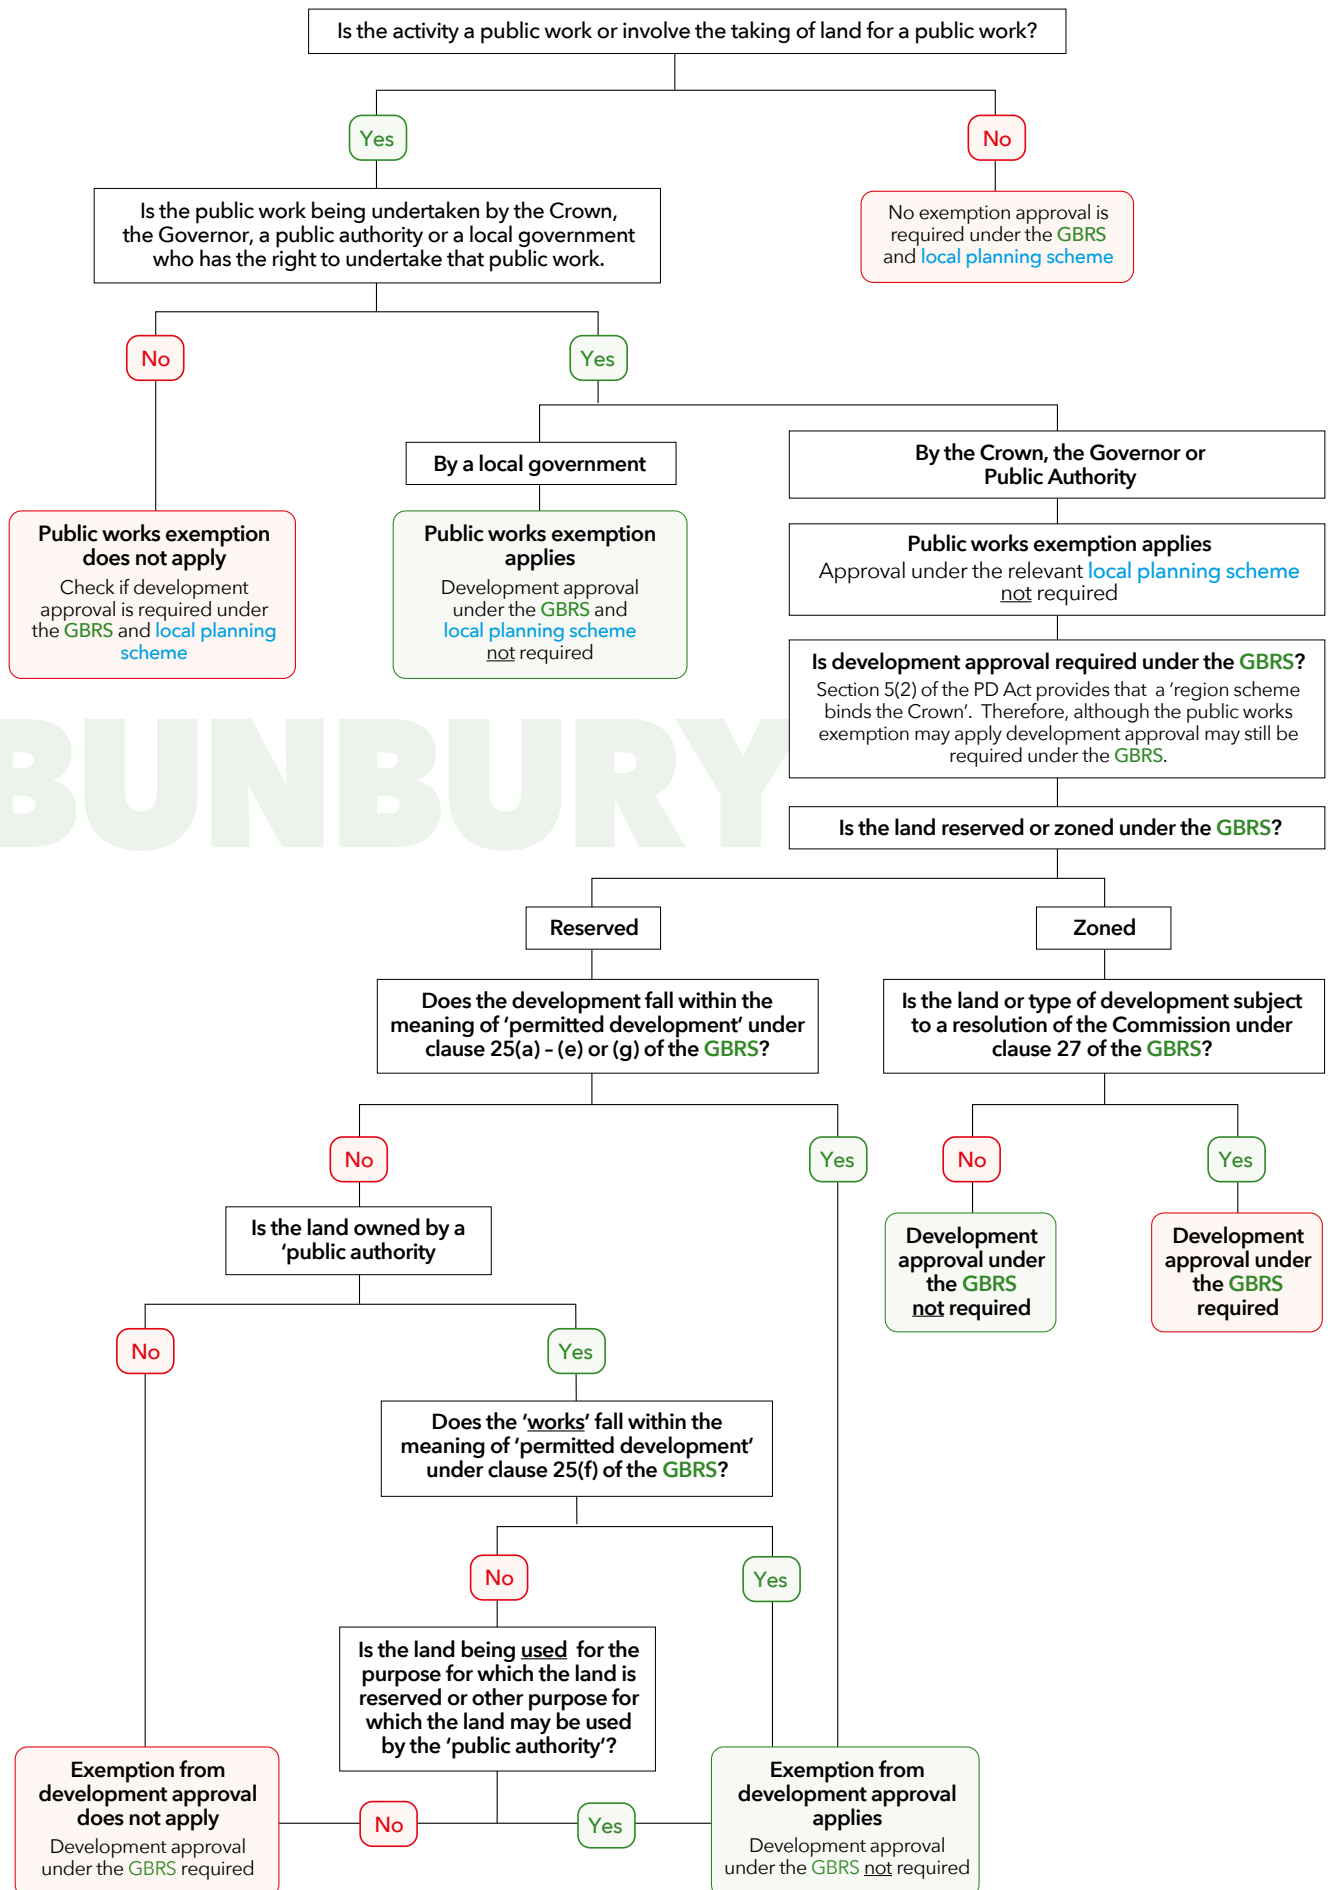 Is the activity a public work or involve the taking of land for a public work?
Yes
No
Is the public work being undertaken by the Crown,
the Governor, a public authority or a local government
who has the right to undertake that public work.
No exemption approval is
required under the GBRS
and local planning scheme
No
Yes
By a local government
By the Crown, the Governor or
Public Authority
Public works exemption
does not apply
Check if development
approval is required under
the GBRS and local planning
scheme
Public works exemption
applies
Development approval
under the GBRS and
local planning scheme
not required
Public works exemption applies
Approval under the relevant local planning scheme
not required
Is development approval required under the GBRS?
Section 5(2) of the PD Act provides that a ‘region scheme
binds the Crown’. Therefore, although the public works
exemption may apply development approval may still be
required under the GBRS.
BUNBURY
Is the land reserved or zoned under the GBRS?
Reserved
Zoned
Does the development fall within the
meaning of ‘permitted development’ under
clause 25(a) – (e) or (g) of the GBRS?
Is the land or type of development subject
to a resolution of the Commission under
clause 27 of the GBRS?
No
Yes
No
Yes
Is the land owned by a
‘public authority
Development
approval under
the GBRS
not required
Development
approval under
the GBRS
required
No
Yes
Does the ‘works’ fall within the
meaning of ‘permitted development’
under clause 25(f) of the GBRS?
No
Yes
Is the land being used for the
purpose for which the land is
reserved or other purpose for
which the land may be used
by the ‘public authority’?
Exemption from
development approval
does not apply
Development approval
under the GBRS required
No
Yes
Exemption from
development approval
applies
Development approval
under the GBRS not required